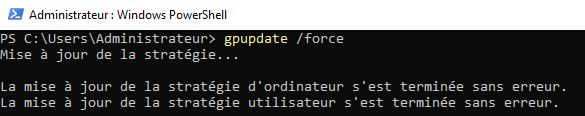 Administrateur : Windows PowerShell
PS C:\Users\Administrateur> gpupdate /force
Mise à jour de la stratégie...
La mise à jour de la stratégie d'ordinateur s'est terminée sans erreur.
La mise à jour de la stratégie utilisateur s'est terminée sans erreur.